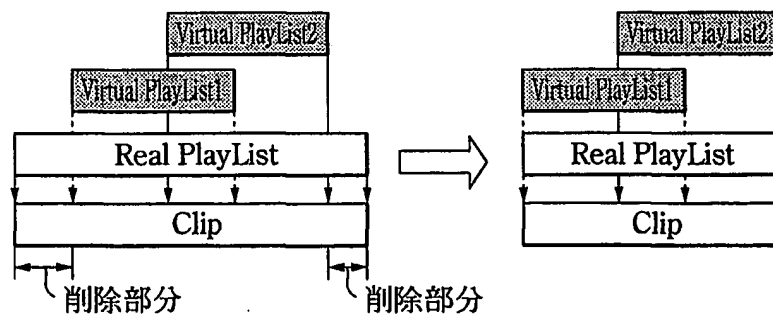 Virtual PlayList2
Virtual PlayList1
Real PlayList
Clip
削除部分
削除部分
Virtual PlayList2
Virtual PlayList1
Real PlayList
Clip